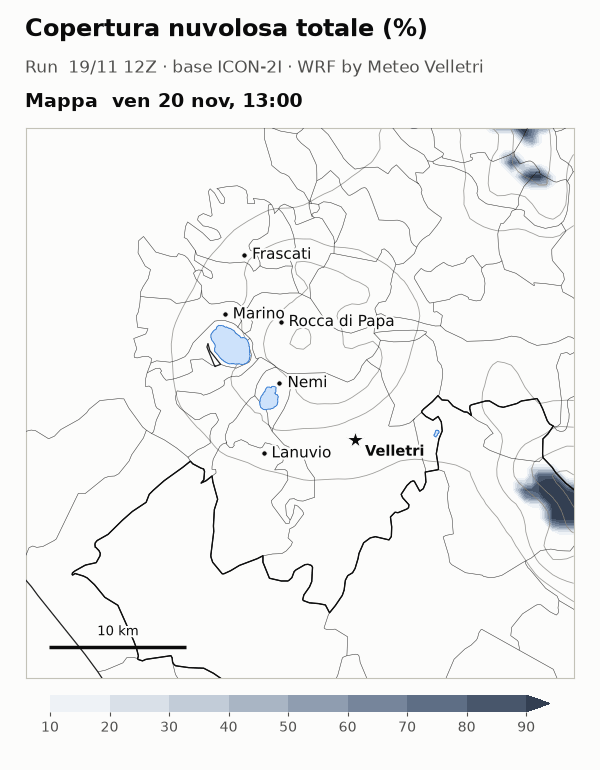 Copertura nuvolosa totale (%)
Run  19/11 12Z · base ICON-2I · WRF by Meteo Velletri
Mappa  ven 20 nov, 13:00
Frascati
Marino
Rocca di Papa
Nemi
Velletri
Lanuvio
10 km
10 20 30 40 50 60 70 80 90